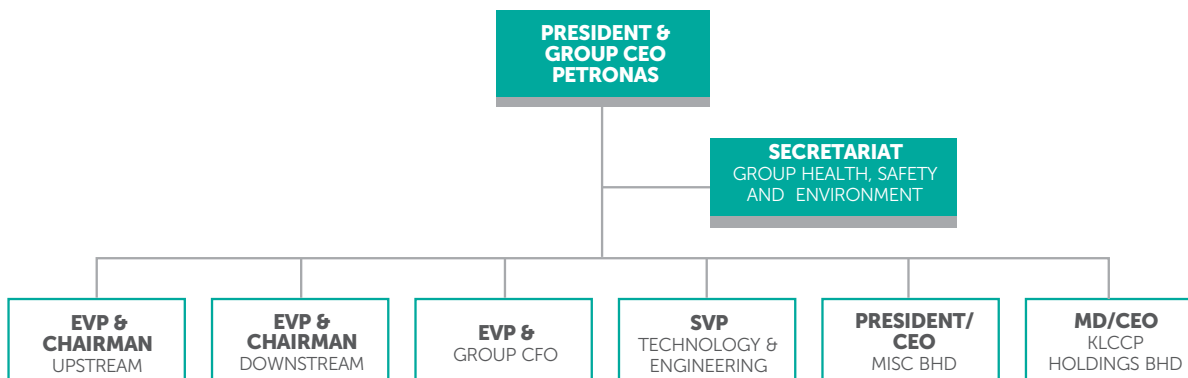 PRESIDENT &
GROUP CEO
PETRONAS
SECRETARIAT
GROUP HEALTH, SAFETY
AND ENVIRONMENT
EVP &
CHAIRMAN
UPSTREAM
EVP &
CHAIRMAN
DOWNSTREAM
EVP &
GROUP CFO
SVP
TECHNOLOGY &
ENGINEERING
PRESIDENT/
CEO
MISC BHD
MD/CEO
KLCCP
HOLDINGS BHD